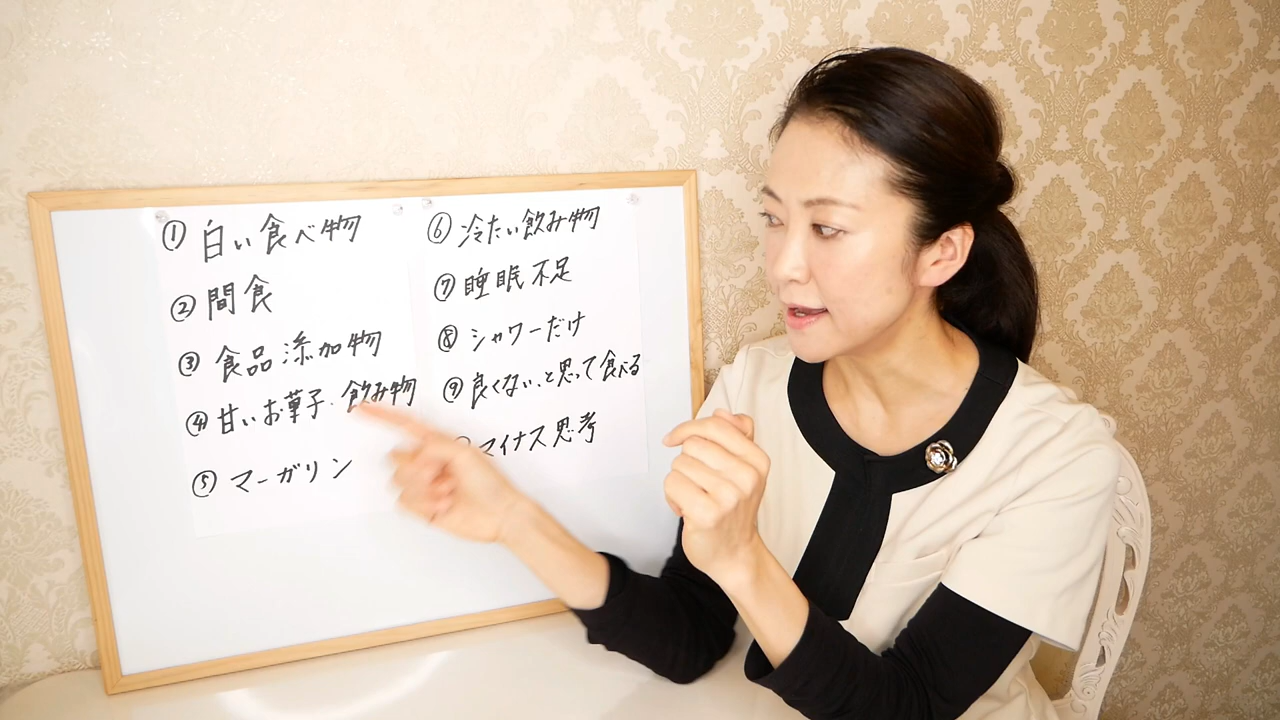 ① 白い食べ物
② 間食
③ 食品添加物
④ 甘いお菓子・飲み物
⑤ マーガリン
⑥ 冷たい飲み物
⑦ 睡眠不足
⑧ シャワーだけ
⑨ 良くない、と思って食べる
マイナス思考